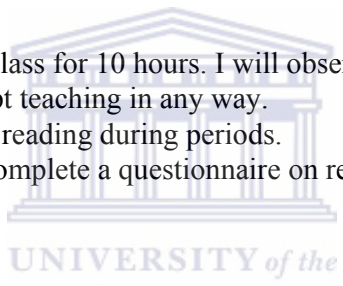 lass for 10 hours. I will obser
ot teaching in any way.
reading during periods.
omplete a questionnaire on re
UNIVERSITY of the